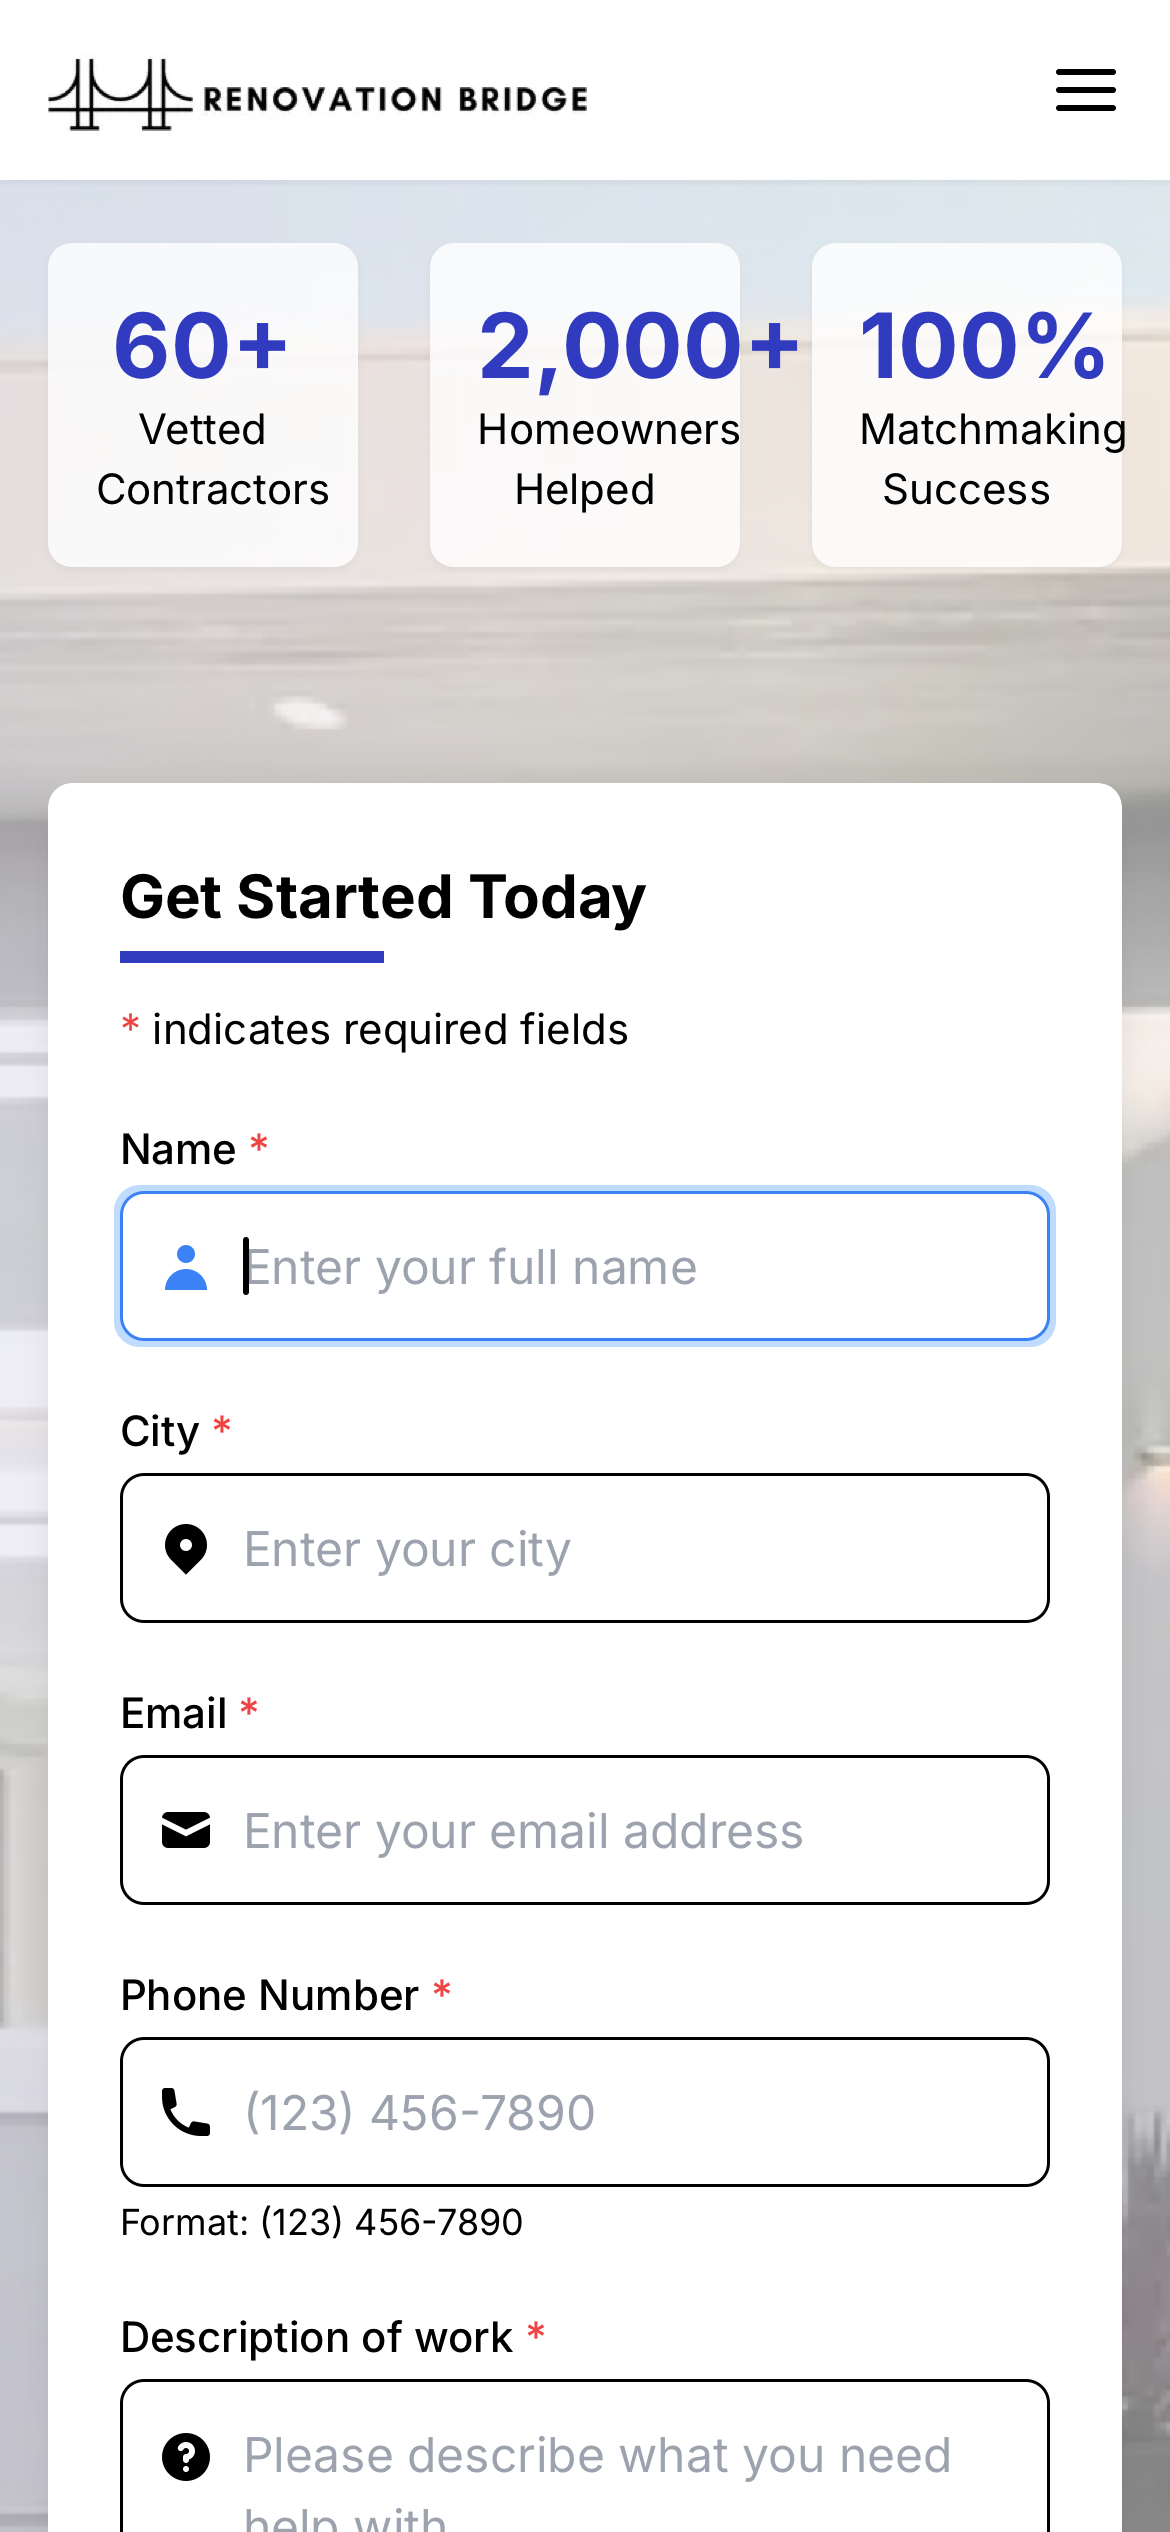 RENOVATION BRIDGE
60+
Vetted
Contractors
2,000+
Homeowners
Helped
100%
Matchmaking
Success
Get Started Today
* indicates required fields
Name *
Enter your full name
City *
Enter your city
Email *
Enter your email address
Phone Number *
(123) 456-7890
Format: (123) 456-7890
Description of work *
Please describe what you need
help with